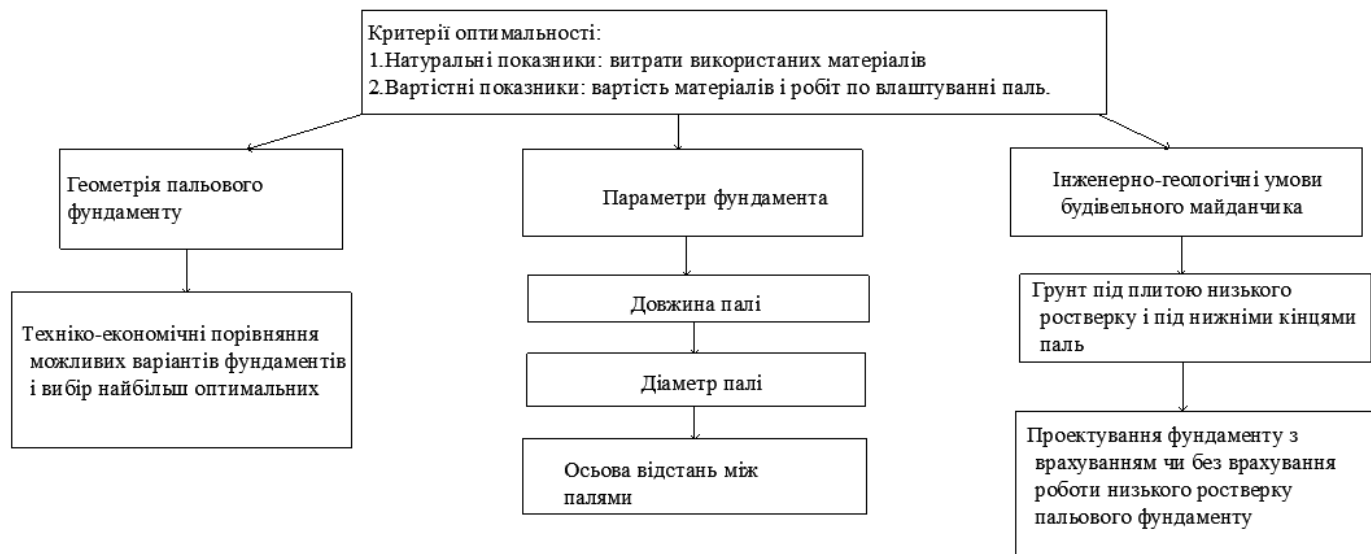 Критерії оптимальності:
1.Натуральні показники: витрати використаних матеріалів
2.Вартістні показники: вартість матеріалів і робіт по влаштуванні паль.
Геометрія пальового
фундаменту
Параметри фундамента
Інженерно-геологічні умови
будівельного майданчика
Техніко-економічні порівняння
можливих варіантів фундаментів
і вибір найбільш оптимальних
Довжина палі
Діаметр палі
Осьова відстань між
палями
Грунт під плитою низького
ростверку і під нижніми кінцями
паль
Проектування фундаменту з
врахуванням чи без врахування
роботи низького ростверку
пальового фундаменту